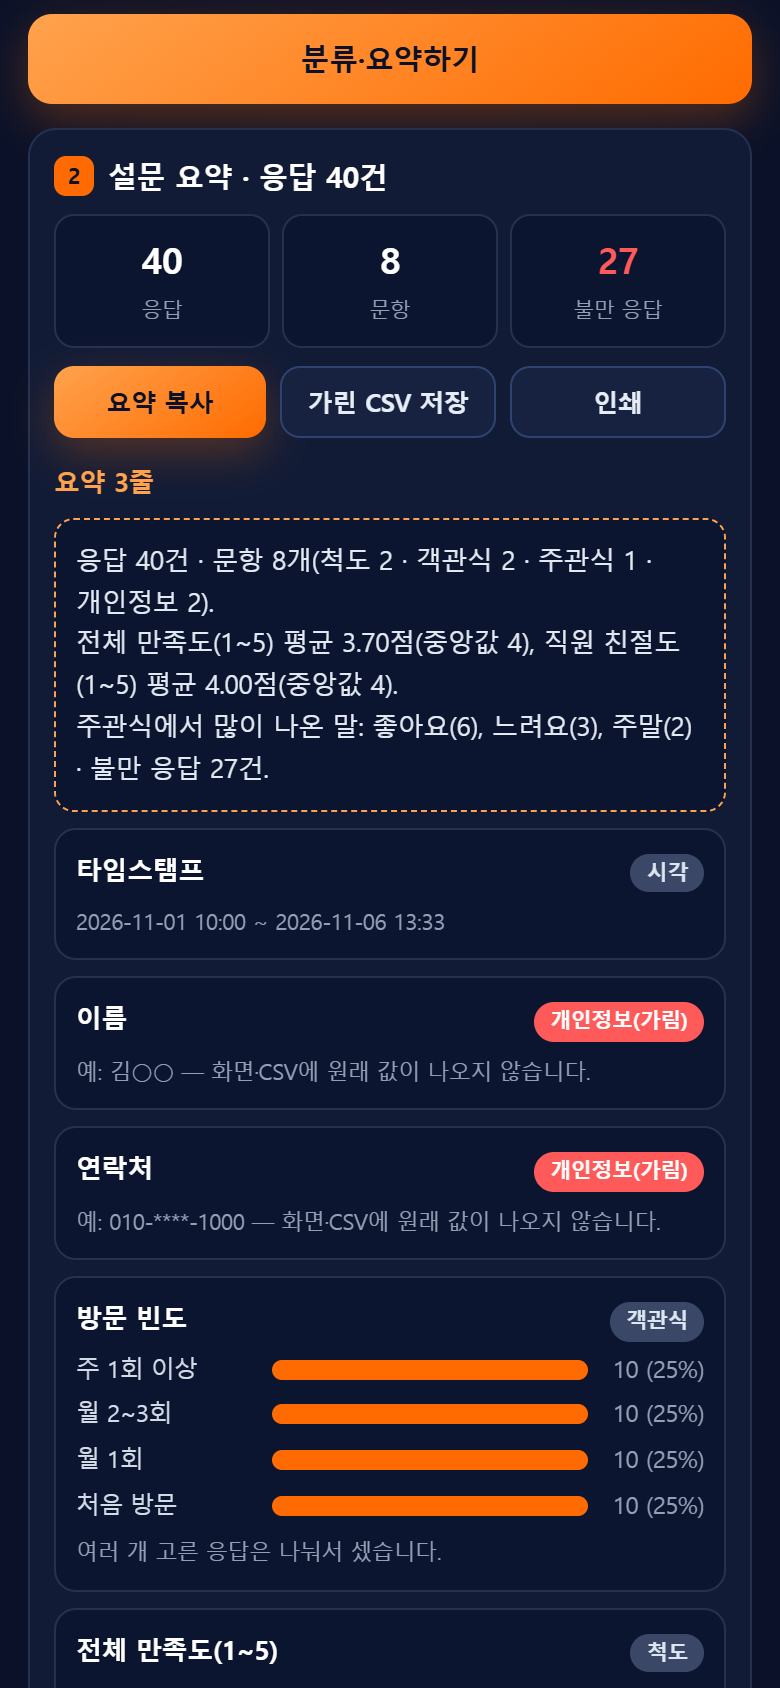 분류·요약하기
2 설문 요약 · 응답 40건
40 8 27
응답 문항 불만 응답
요약 복사 가린 CSV 저장 인쇄
요약 3줄
응답 40건 · 문항 8개(척도 2 · 객관식 2 · 주관식 1 ·
개인정보 2).
전체 만족도(1~5) 평균 3.70점(중앙값 4), 직원 친절도
(1~5) 평균 4.00점(중앙값 4).
주관식에서 많이 나온 말: 좋아요(6), 느려요(3), 주말(2)
· 불만 응답 27건.
타임스탬프 시각
2026-11-01 10:00 ~ 2026-11-06 13:33
이름 개인정보(가림)
예: 김○○ — 화면·CSV에 원래 값이 나오지 않습니다.
연락처 개인정보(가림)
예: 010-****-1000 — 화면·CSV에 원래 값이 나오지 않습니다.
방문 빈도 객관식
주 1회 이상 10 (25%)
월 2~3회 10 (25%)
월 1회 10 (25%)
처음 방문 10 (25%)
여러 개 고른 응답은 나눠서 셌습니다.
전체 만족도(1~5) 척도